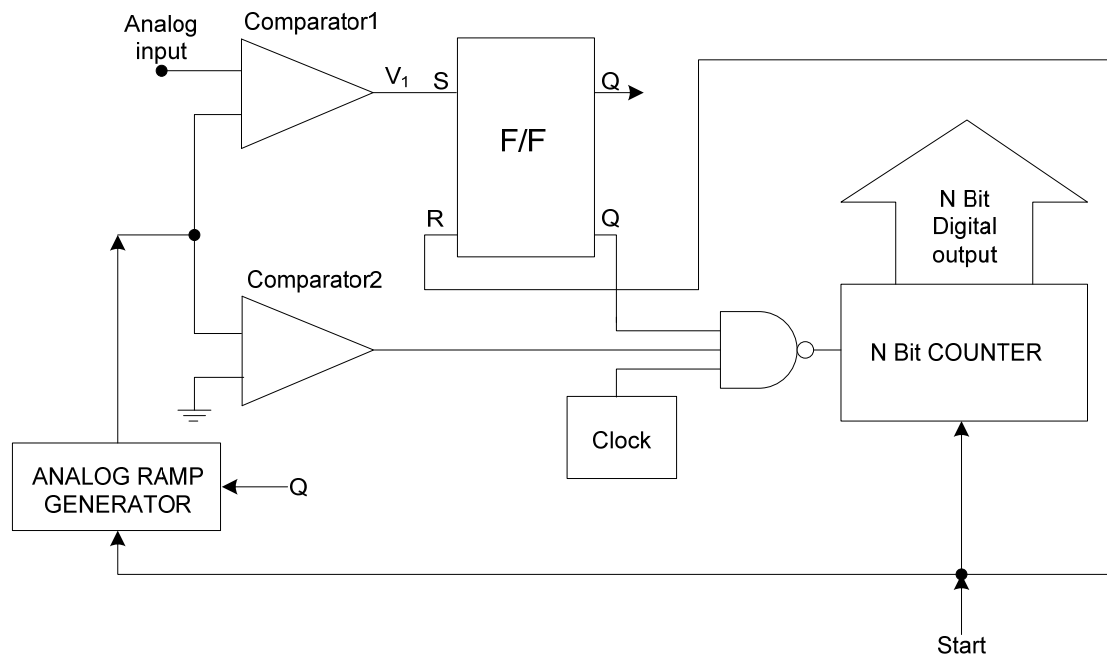 Analog
input
Comparator1
V1
S
Q
F/F
R
Q
N Bit
Digital
output
Comparator2
N Bit COUNTER
Clock
ANALOG RAMP
GENERATOR
Q
Start